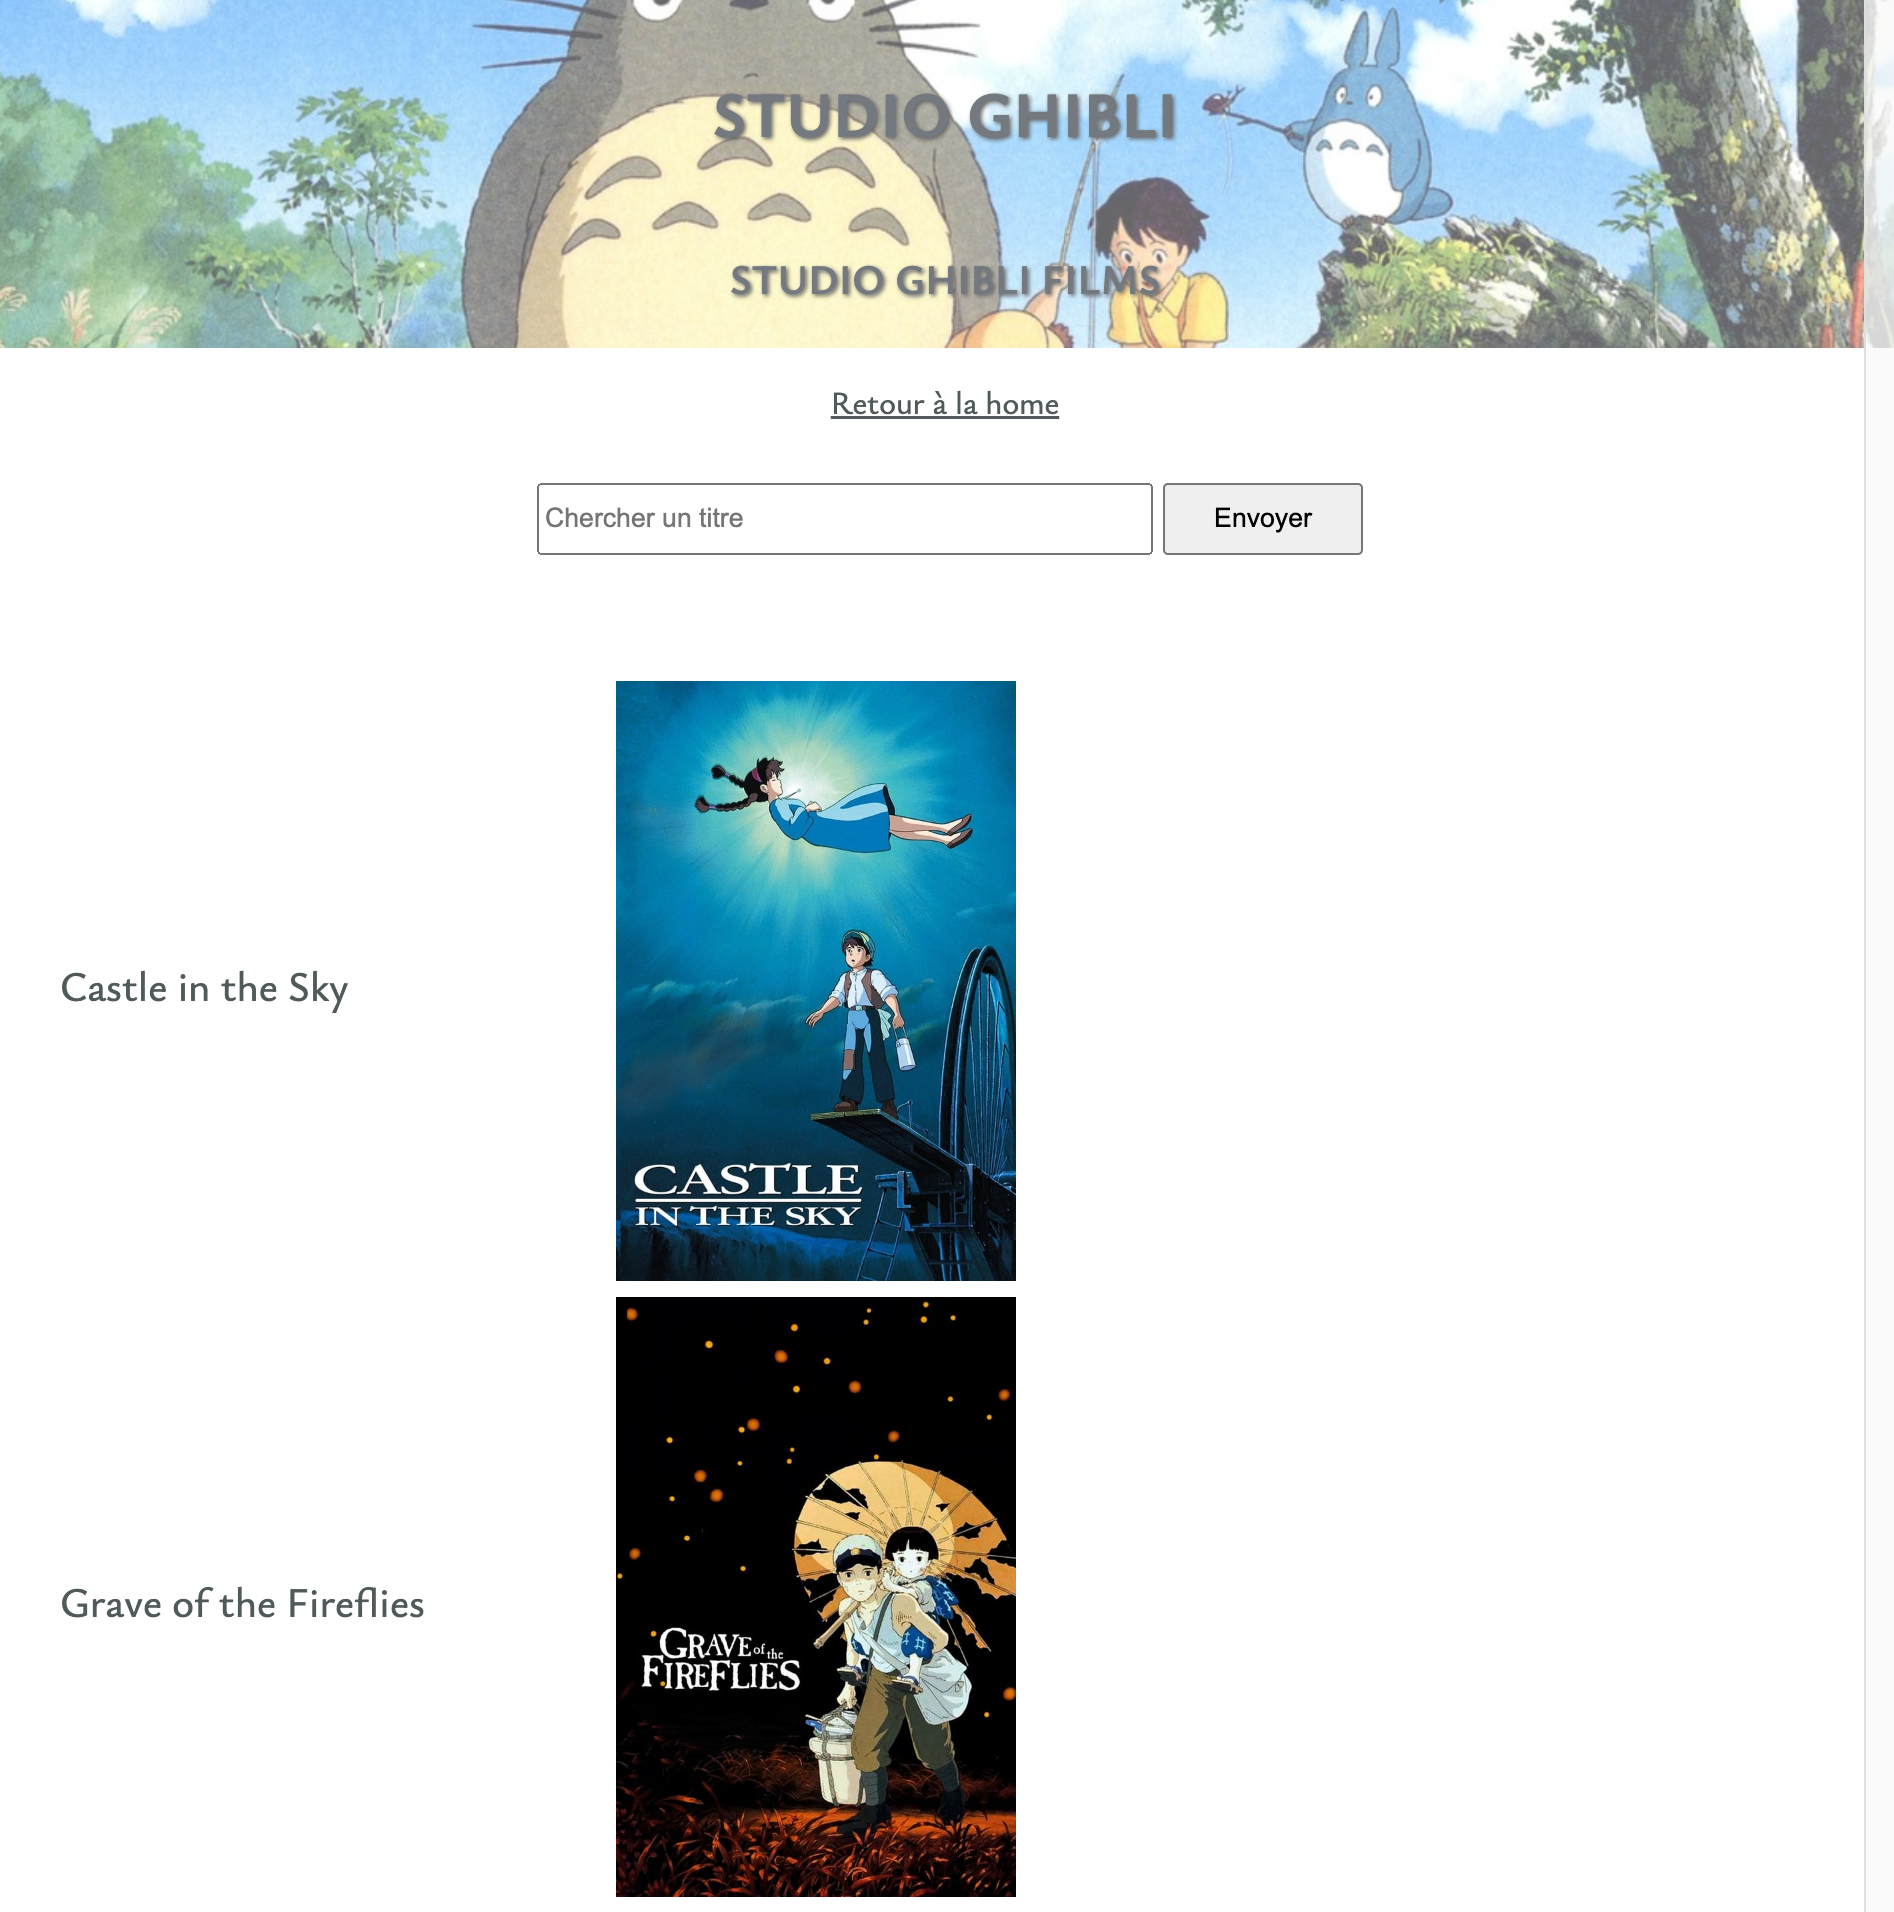 STUDIO GHIBLI
STUDIO GHIBLI FILMS
Retour à la home
Chercher un titre
Envoyer
Castle in the Sky
CASTLE
IN THE SKY
Grave of the Fireflies
GRAVE of the
FIREFLIES